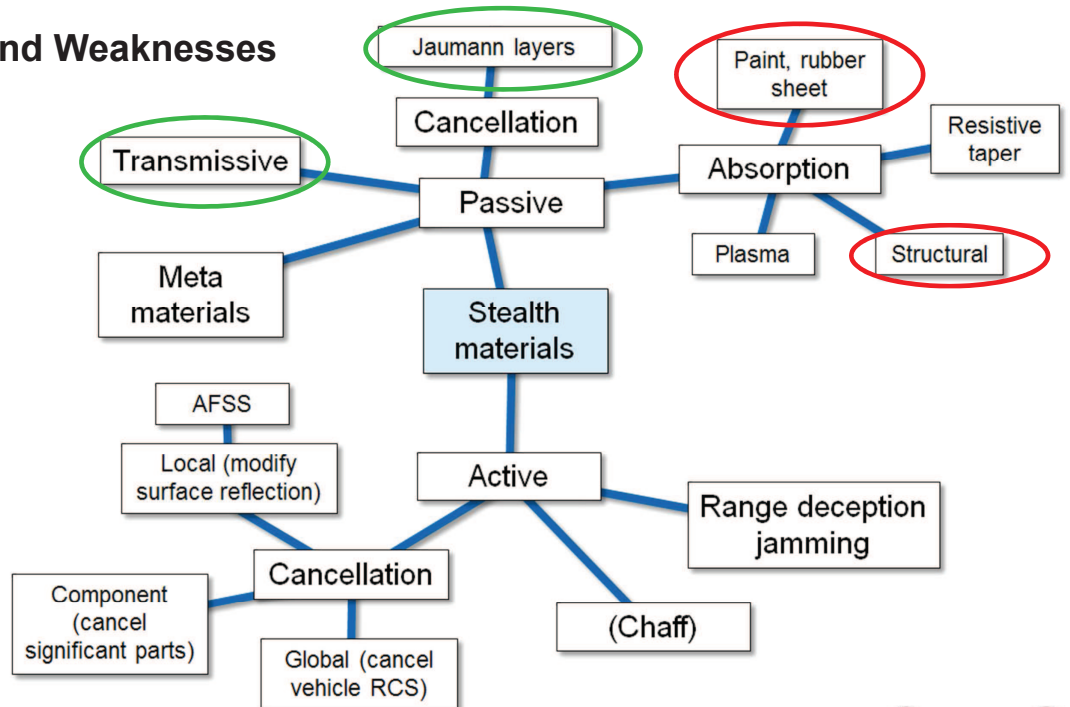 nd Weaknesses
Jaumann layers
Paint, rubber
sheet
Cancellation
Resistive
taper
Transmissive
Absorption
Passive
Plasma
Structural
Meta
materials
Stealth
materials
AFSS
Local (modify
surface reflection)
Active
Range deception
jamming
Cancellation
Component
(cancel
significant parts)
(Chaff)
Global (cancel
vehicle RCS)